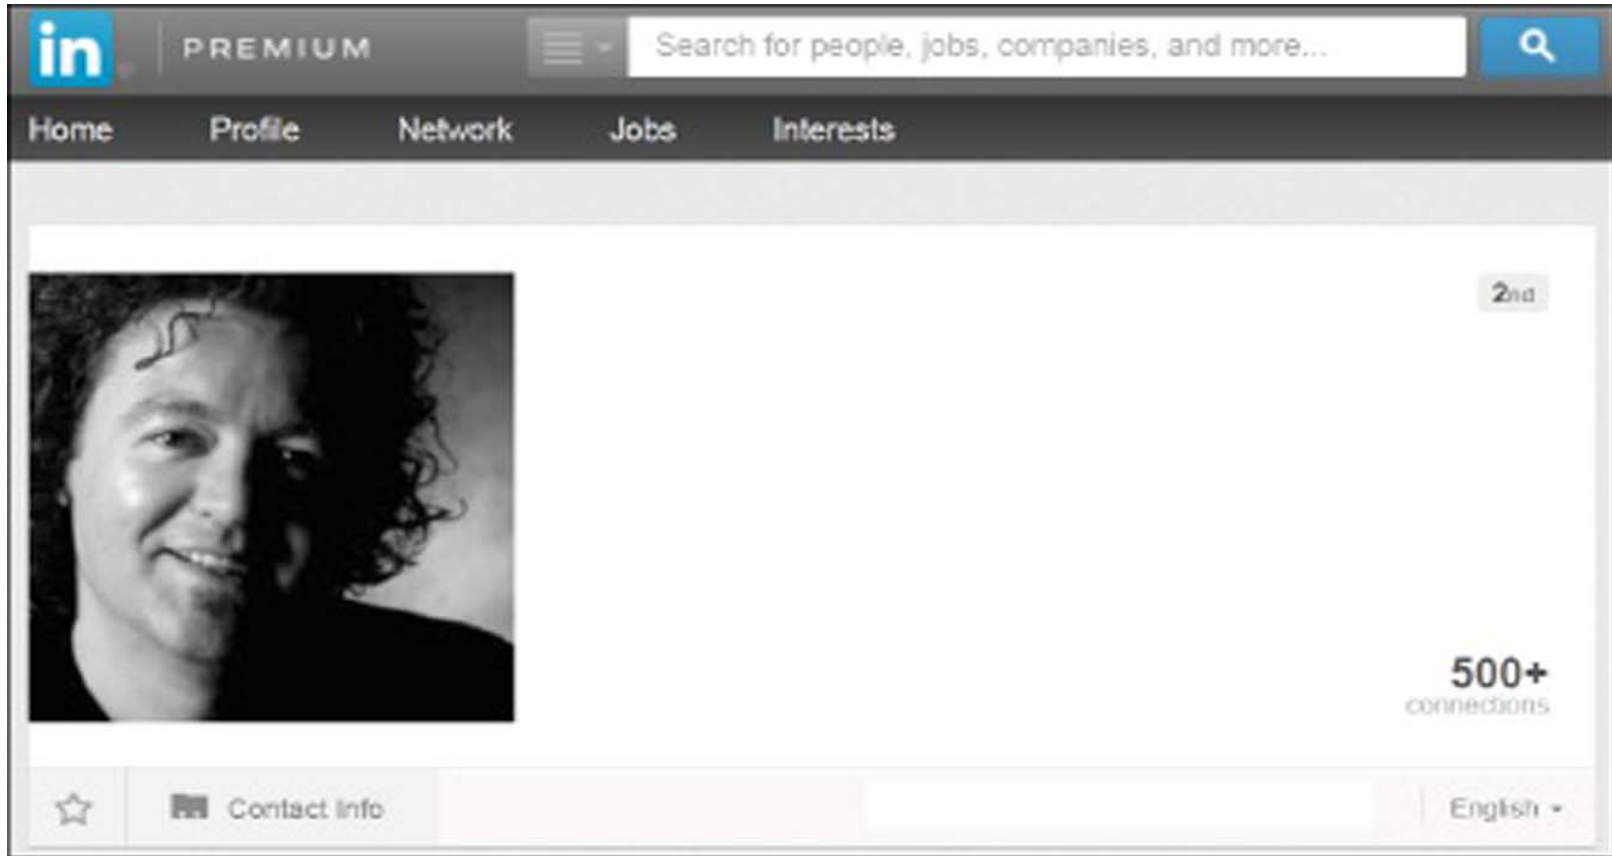 in PREMIUM Search for people, jobs, companies, and more...
Home Profile Network Jobs Interests
2nd
500+
connections
Contact Info English